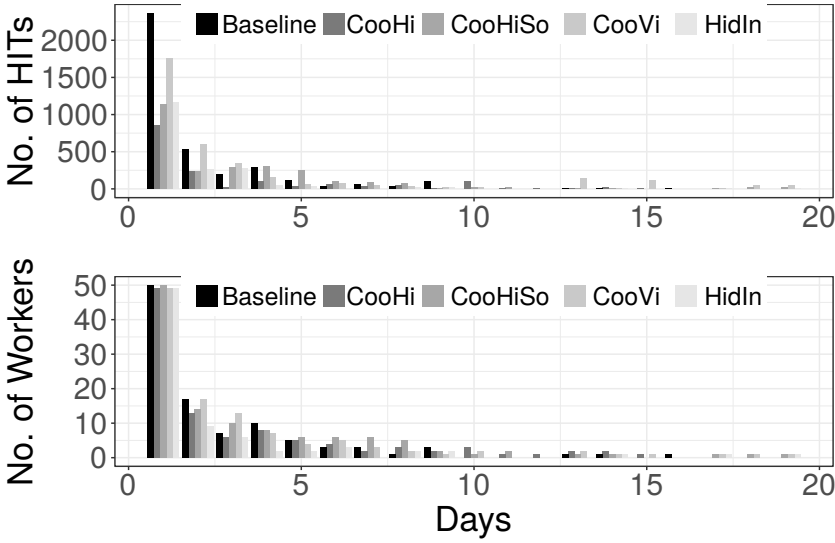 No. of HITs
Baseline CooHi CooHiSo CooVi HidIn
2000
1500
1000
500
0
0 5 10 15 20
No. of Workers
Baseline CooHi CooHiSo CooVi HidIn
50
40
30
20
10
0
0 5 10 15 20
Days